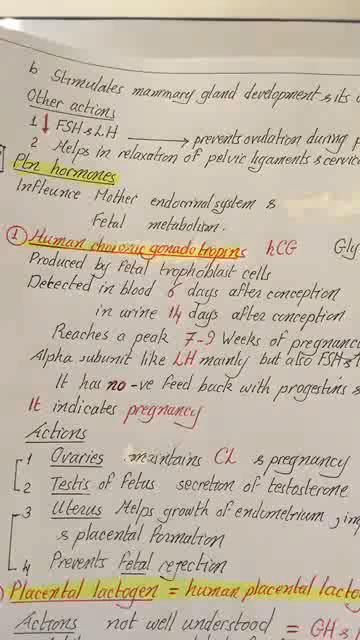 b Stimulates mammary gland development & its
Other actions
1 ↓ FSH & LH → prevents ovulation during
2 Helps in relaxation of pelvic ligaments &
Ptn hormones
Influence Mother endocrinal system &
Fetal metabolism.
① Human chorionic gonadotropins hCG Gly
Produced by fetal trophoblast cells
Detected in blood 6 days after conception
in urine 14 days after conception
Reaches a peak 7-9 Weeks of pregnanc
Alpha subunit like LH mainly but also FSH &
It has no -ve feed back with progestins &
It indicates pregnancy
Actions
1 Ovaries maintains CL & pregnancy
2 Testis of Fetus secretion of testosterone
3 Uterus Helps growth of endometrium, im
& placental formation
4 Prevents fetal rejection
Placental lactogen = human placental lacto
Actions not well understood = GH &